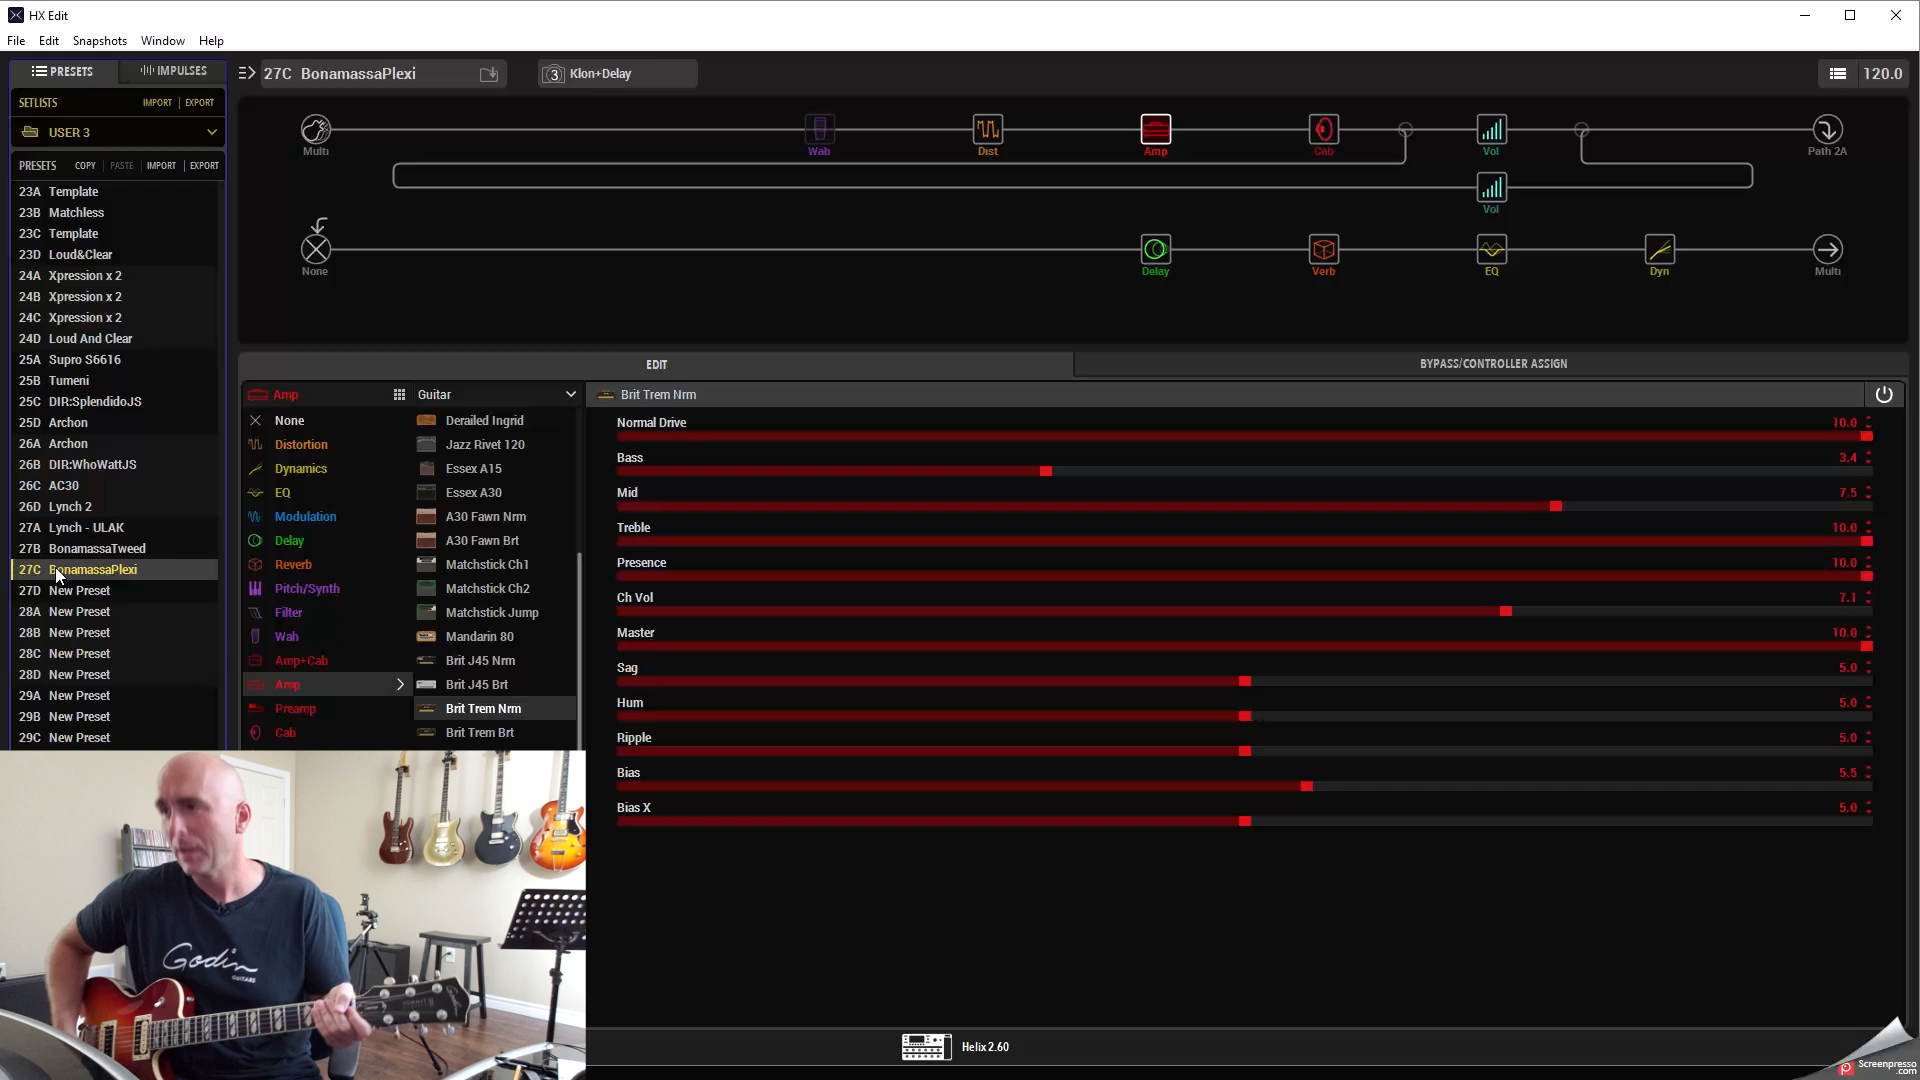 HX Edit
File Edit Snapshots Window Help
PRESETS IMPULSES
27C BonamassaPlexi
3 Klon+Delay
120.0
SETLISTS IMPORT | EXPORT
USER 3
PRESETS COPY PASTE IMPORT EXPORT
23A Template
23B Matchless
23C Template
23D Loud&Clear
24A Xpression x 2
24B Xpression x 2
24C Xpression x 2
24D Loud And Clear
25A Supro S6616
25B Tumeni
25C DIR:SplendidoJS
25D Archon
26A Archon
26B DIR:WhoWattJS
26C AC30
26D Lynch 2
27A Lynch - ULAK
27B BonamassaTweed
27C BonamassaPlexi
27D New Preset
28A New Preset
28B New Preset
28C New Preset
28D New Preset
29A New Preset
29B New Preset
29C New Preset
Multi Wah Dist Amp Cab Vol Path 2A
Vol
None Delay Verb EQ Dyn Multi
EDIT BYPASS/CONTROLLER ASSIGN
Amp
None
Distortion
Dynamics
EQ
Modulation
Delay
Reverb
Pitch/Synth
Filter
Wah
Amp+Cab
Amp
Preamp
Cab
Guitar
Derailed Ingrid
Jazz Rivet 120
Essex A15
Essex A30
A30 Fawn Nrm
A30 Fawn Brt
Matchstick Ch1
Matchstick Ch2
Matchstick Jump
Mandarin 80
Brit J45 Nrm
Brit J45 Brt
Brit Trem Nrm
Brit Trem Brt
Brit Trem Nrm
Normal Drive 10.0
Bass 3.4
Mid 7.5
Treble 10.0
Presence 10.0
Ch Vol 7.1
Master 10.0
Sag 5.0
Hum 5.0
Ripple 5.0
Bias 5.5
Bias X 5.0
Godin
GUITARS
Helix 2.60
Screenpresso
.com